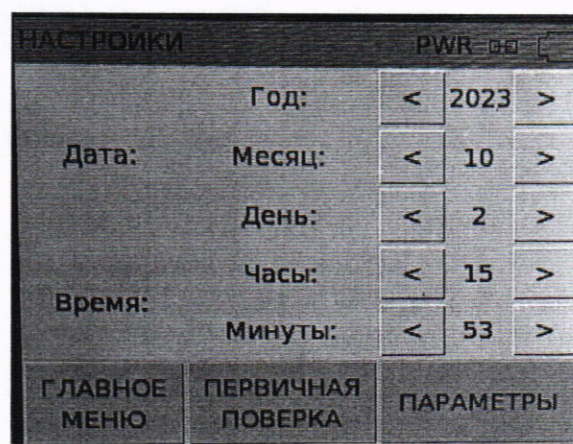 НАСТРОЙКИ PWR
Год: < 2023 >
Дата: Месяц: < 10 >
День: < 2 >
Часы: < 15 >
Время:
Минуты: < 53 >
ГЛАВНОЕ МЕНЮ ПЕРВИЧНАЯ ПОВЕРКА ПАРАМЕТРЫ